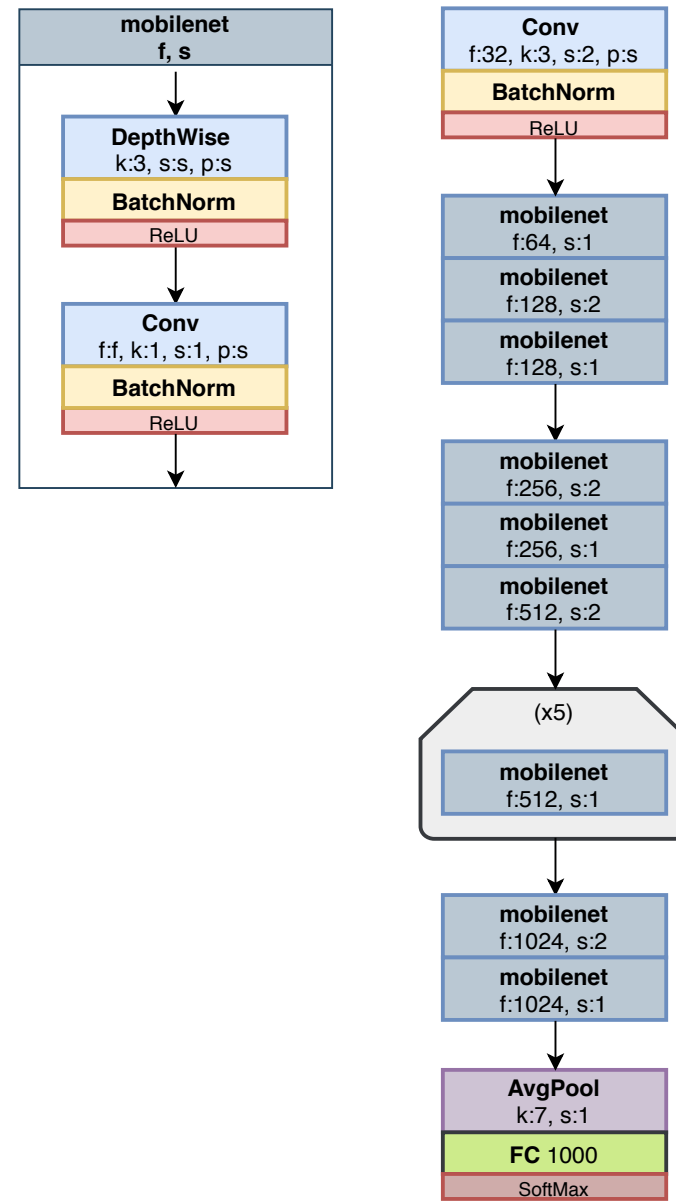 mobilenet
f, s
DepthWise
k:3, s:s, p:s
BatchNorm
ReLU
Conv
f:f, k:1, s:1, p:s
BatchNorm
ReLU
Conv
f:32, k:3, s:2, p:s
BatchNorm
ReLU
mobilenet
f:64, s:1
mobilenet
f:128, s:2
mobilenet
f:128, s:1
mobilenet
f:256, s:2
mobilenet
f:256, s:1
mobilenet
f:512, s:2
(x5)
mobilenet
f:512, s:1
mobilenet
f:1024, s:2
mobilenet
f:1024, s:1
AvgPool
k:7, s:1
FC 1000
SoftMax